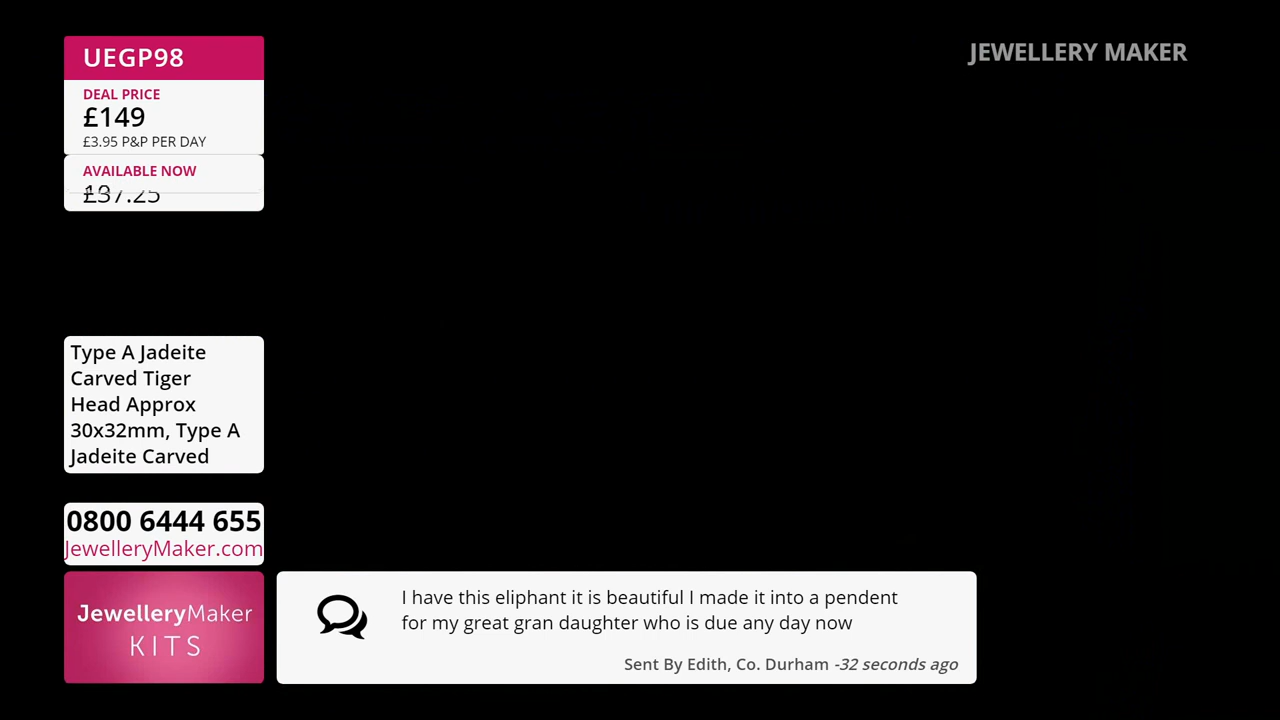 UEGP98
DEAL PRICE
£149
£3.95 P&P PER DAY
AVAILABLE NOW
£37.25
JEWELLERY MAKER
Type A Jadeite
Carved Tiger
Head Approx
30x32mm, Type A
Jadeite Carved
0800 6444 655
JewelleryMaker.com
JewelleryMaker
KITS
I have this eliphant it is beautiful I made it into a pendent
for my great gran daughter who is due any day now
Sent By Edith, Co. Durham -32 seconds ago